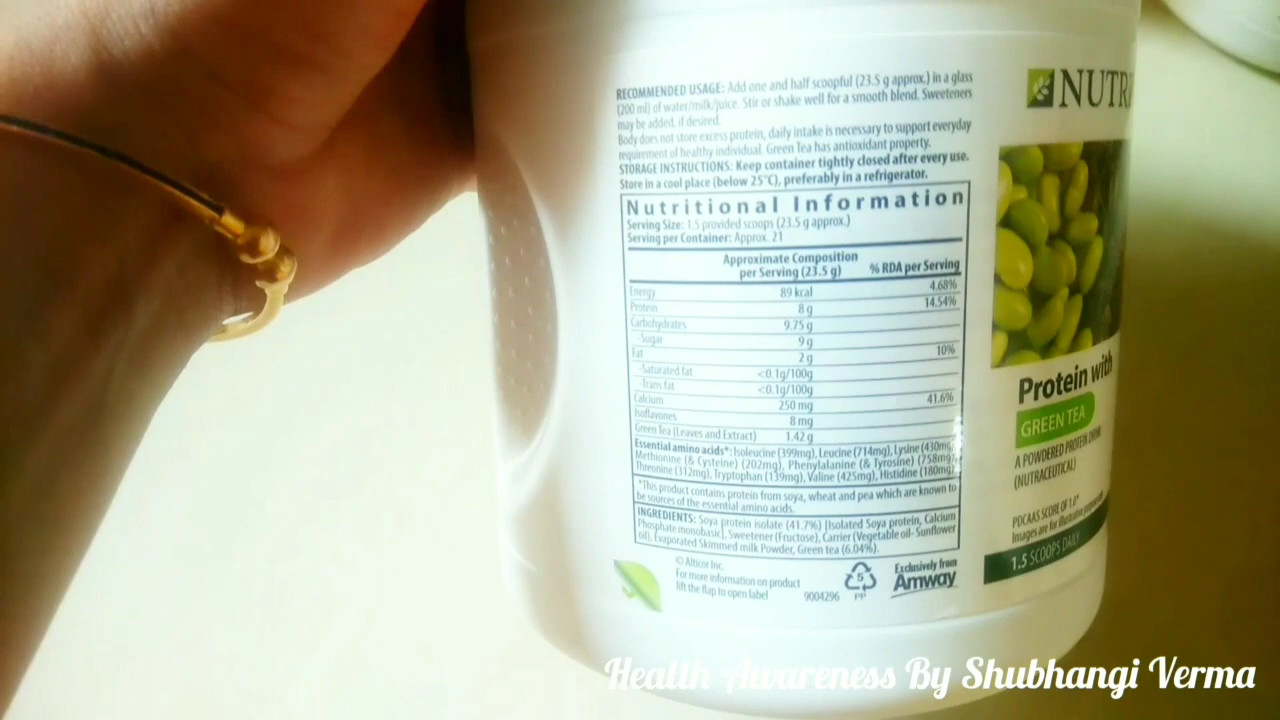 RECOMMENDED USAGE: Add one and half scoopful (23.5 g approx.) in a glass
(200 ml) of water/milk/juice. Stir or shake well for a smooth blend. Sweeteners
may be added, if desired.
Body does not store excess protein, daily intake is necessary to support everyday
requirement of healthy individual. Green Tea has antioxidant property.
STORAGE INSTRUCTIONS: Keep container tightly closed after every use.
Store in a cool place (below 25°C), preferably in a refrigerator.
Nutritional Information
Serving Size: 1.5 provided scoops (23.5 g approx.)
Serving per Container: Approx. 21
Approximate Composition
per Serving (23.5 g) % RDA per Serving
Energy 89 kcal 4.68%
Protein 8 g 14.54%
Carbohydrates 9.75 g
-Sugar 9 g
Fat 2 g 10%
-Saturated fat <0.1g/100g
-Trans fat <0.1g/100g
Calcium 250 mg 41.6%
Isoflavones 8 mg
Green Tea (Leaves and Extract) 1.42 g
Essential amino acids*: Isoleucine (399mg), Leucine (714mg), Lysine (430mg),
Methionine (& Cysteine) (202mg), Phenylalanine (& Tyrosine) (758mg),
Threonine (312mg), Tryptophan (139mg), Valine (425mg), Histidine (180mg)
*This product contains protein from soya, wheat and pea which are known to
be sources of the essential amino acids.
INGREDIENTS: Soya protein isolate (41.7%) [Isolated Soya protein, Calcium
Phosphate monobasic], Sweetener (Fructose), Carrier (Vegetable oil- Sunflower
oil), Evaporated Skimmed milk Powder, Green tea (6.04%).
© Alticor Inc.
For more information on product
lift the flap to open label
9004296
5
PP
Exclusively from
Amway
NUTR
Protein with
GREEN TEA
A POWDERED PROTEIN DRINK
(NUTRACEUTICAL)
PDCAAS SCORE OF 1.0*
Images are for illustrative
1.5 SCOOPS DAILY
Health Awareness By Shubhangi Verma